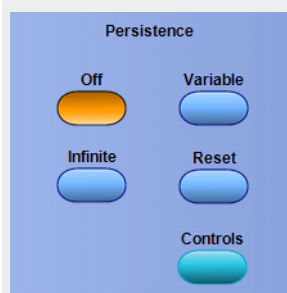 Persistence
Off Variable
Infinite Reset
Controls